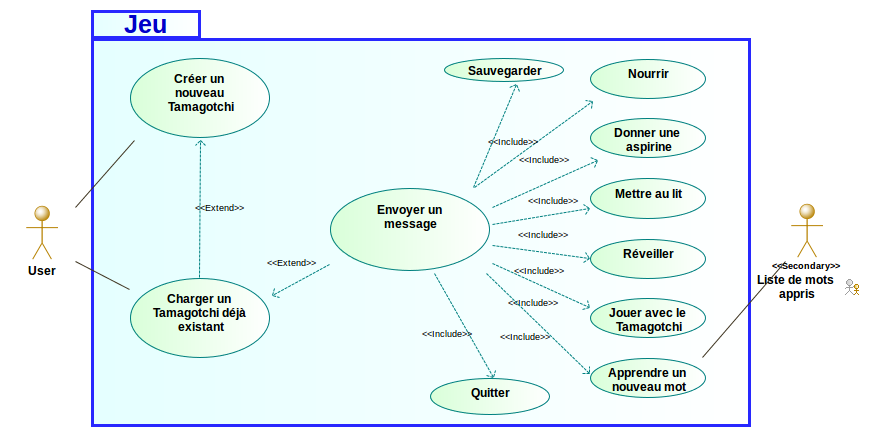 Jeu
Créer un
nouveau
Tamagotchi
Sauvegarder
Nourrir
<<Include>>
<<Include>>
Donner une
aspirine
<<Extend>>
Envoyer un
message
<<Include>>
Mettre au lit
User
<<Include>>
Réveiller
<<Extend>>
<<Include>>
<<Secondary>>
Liste de mots
appris
Charger un
Tamagotchi déjà
existant
<<Include>>
Jouer avec le
Tamagotchi
<<Include>>
<<Include>>
Apprendre un
nouveau mot
Quitter